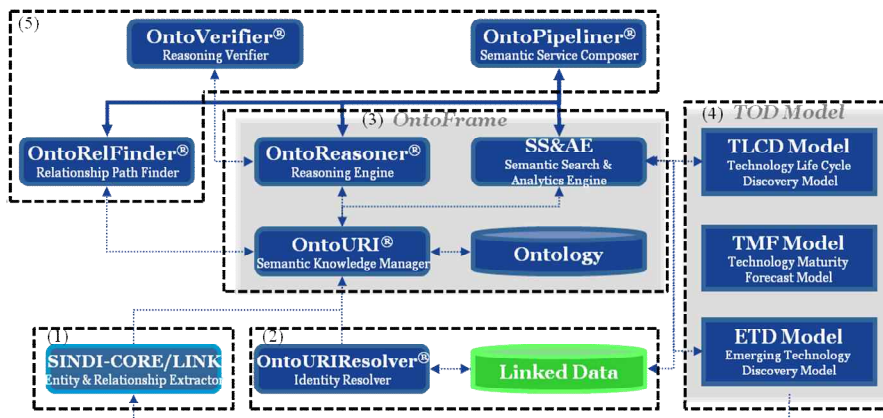 (5)
OntoVerifier®
Reasoning Verifier
OntoPipeliner®
Semantic Service Composer
(3) OntoFrame
(4) TOD Model
OntoRelFinder®
Relationship Path Finder
OntoReasoner®
Reasoning Engine
SS&AE
Semantic Search &
Analytics Engine
TLCD Model
Technology Life Cycle
Discovery Model
OntoURI®
Semantic Knowledge Manager
Ontology
TMF Model
Technology Maturity
Forecast Model
(1)
SINDI-CORE/LINK
Entity & Relationship Extractor
(2)
OntoURIResolver®
Identity Resolver
Linked Data
ETD Model
Emerging Technology
Discovery Model